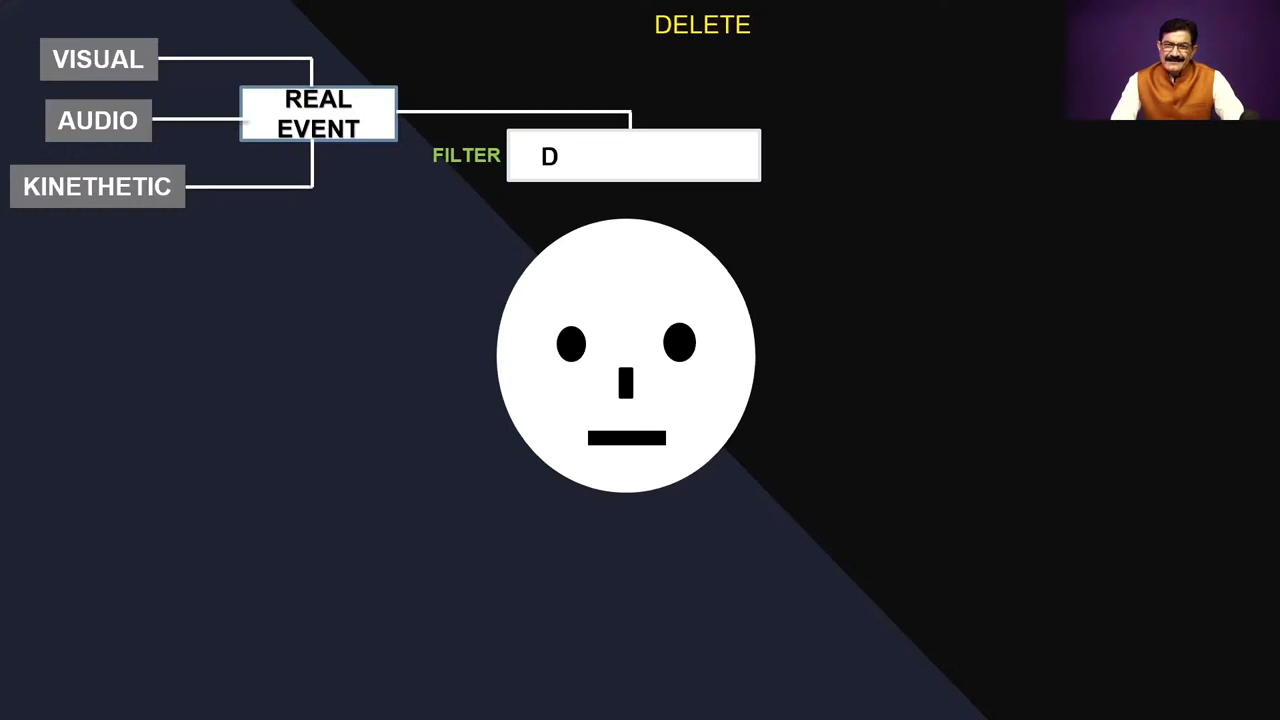 DELETE
VISUAL
REAL
EVENT
AUDIO
FILTER
D
KINETHETIC